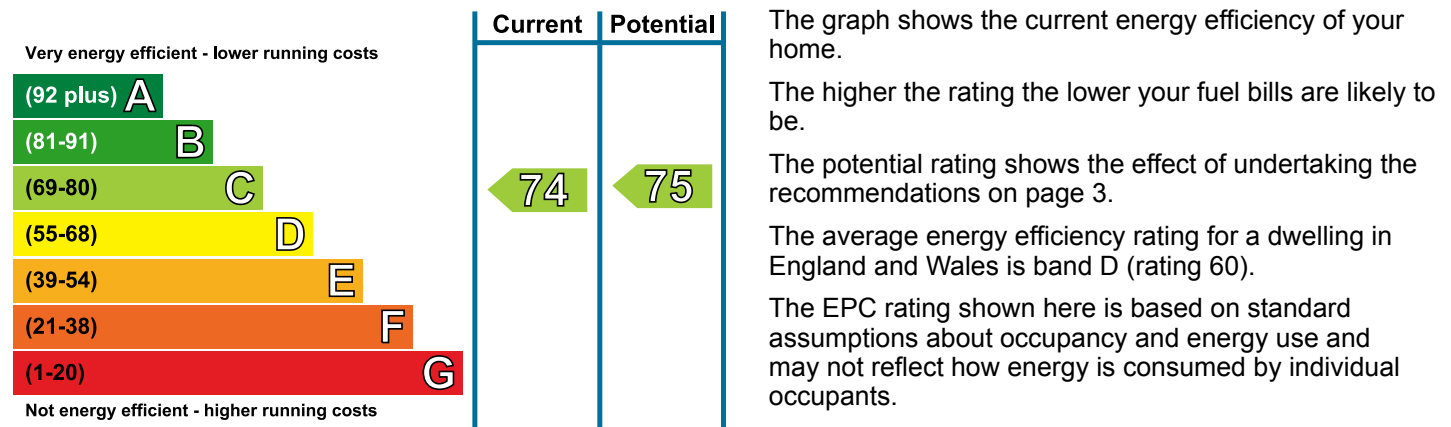 Current Potential
Very energy efficient - lower running costs
(92 plus) A
(81-91) B
(69-80) C
(55-68) D
(39-54) E
(21-38) F
(1-20) G
Not energy efficient - higher running costs
74 75
The graph shows the current energy efficiency of your
home.
The higher the rating the lower your fuel bills are likely to
be.
The potential rating shows the effect of undertaking the
recommendations on page 3.
The average energy efficiency rating for a dwelling in
England and Wales is band D (rating 60).
The EPC rating shown here is based on standard
assumptions about occupancy and energy use and
may not reflect how energy is consumed by individual
occupants.